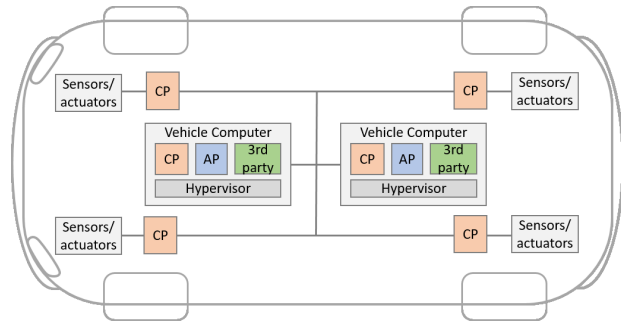 Sensors/
actuators
CP
CP
Sensors/
actuators
Vehicle Computer
CP
AP
3rd
party
Hypervisor
Vehicle Computer
CP
AP
3rd
party
Hypervisor
Sensors/
actuators
CP
CP
Sensors/
actuators